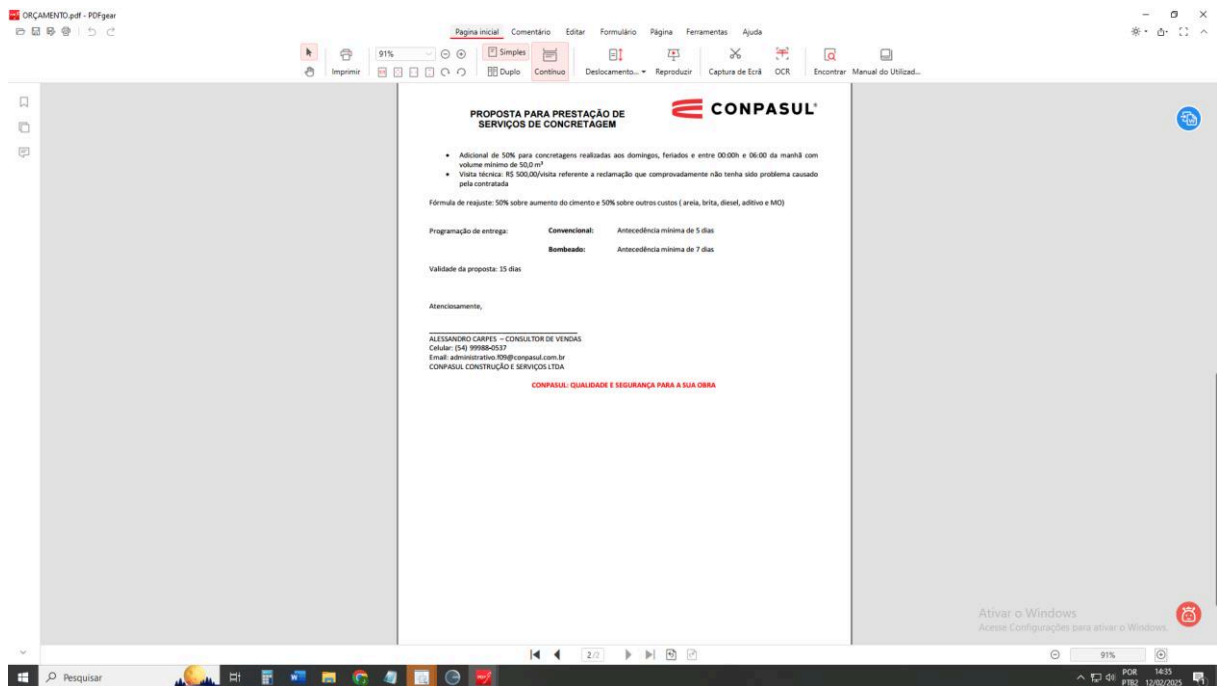 ORÇAMENTO.pdf - PDFgear
Pagina inicial Comentário Editar Formulário Página Ferramentas Ajuda
Imprimir
91%
Simples
Duplo
Contínuo
Deslocamento...
Reproduzir
Captura de Ecrã
OCR
Encontrar
Manual do Utilizad...
PROPOSTA PARA PRESTAÇÃO DE
SERVIÇOS DE CONCRETAGEM
CONPASUL
• Adicional de 50% para concretagens realizadas aos domingos, feriados e entre 00:00h e 06:00 da manhã com
volume mínimo de 50,0 m³
• Visita técnica: R$ 500,00/visita referente a reclamação que comprovadamente não tenha sido problema causado
pela contratada
Fórmula de reajuste: 50% sobre aumento do cimento e 50% sobre outros custos ( areia, brita, diesel, aditivo e MO)
Programação de entrega: Convencional: Antecedência mínima de 5 dias
Bombeado: Antecedência mínima de 7 dias
Validade da proposta: 15 dias
Atenciosamente,
ALESSANDRO CARPES – CONSULTOR DE VENDAS
Celular: (54) 99988-0537
Email: administrativo.f09@conpasul.com.br
CONPASUL CONSTRUÇÃO E SERVIÇOS LTDA
CONPASUL: QUALIDADE E SEGURANÇA PARA A SUA OBRA
Ativar o Windows
Acesse Configurações para ativar o Windows.
2/2
91%
Pesquisar
POR 14:35
PTB2 12/02/2025